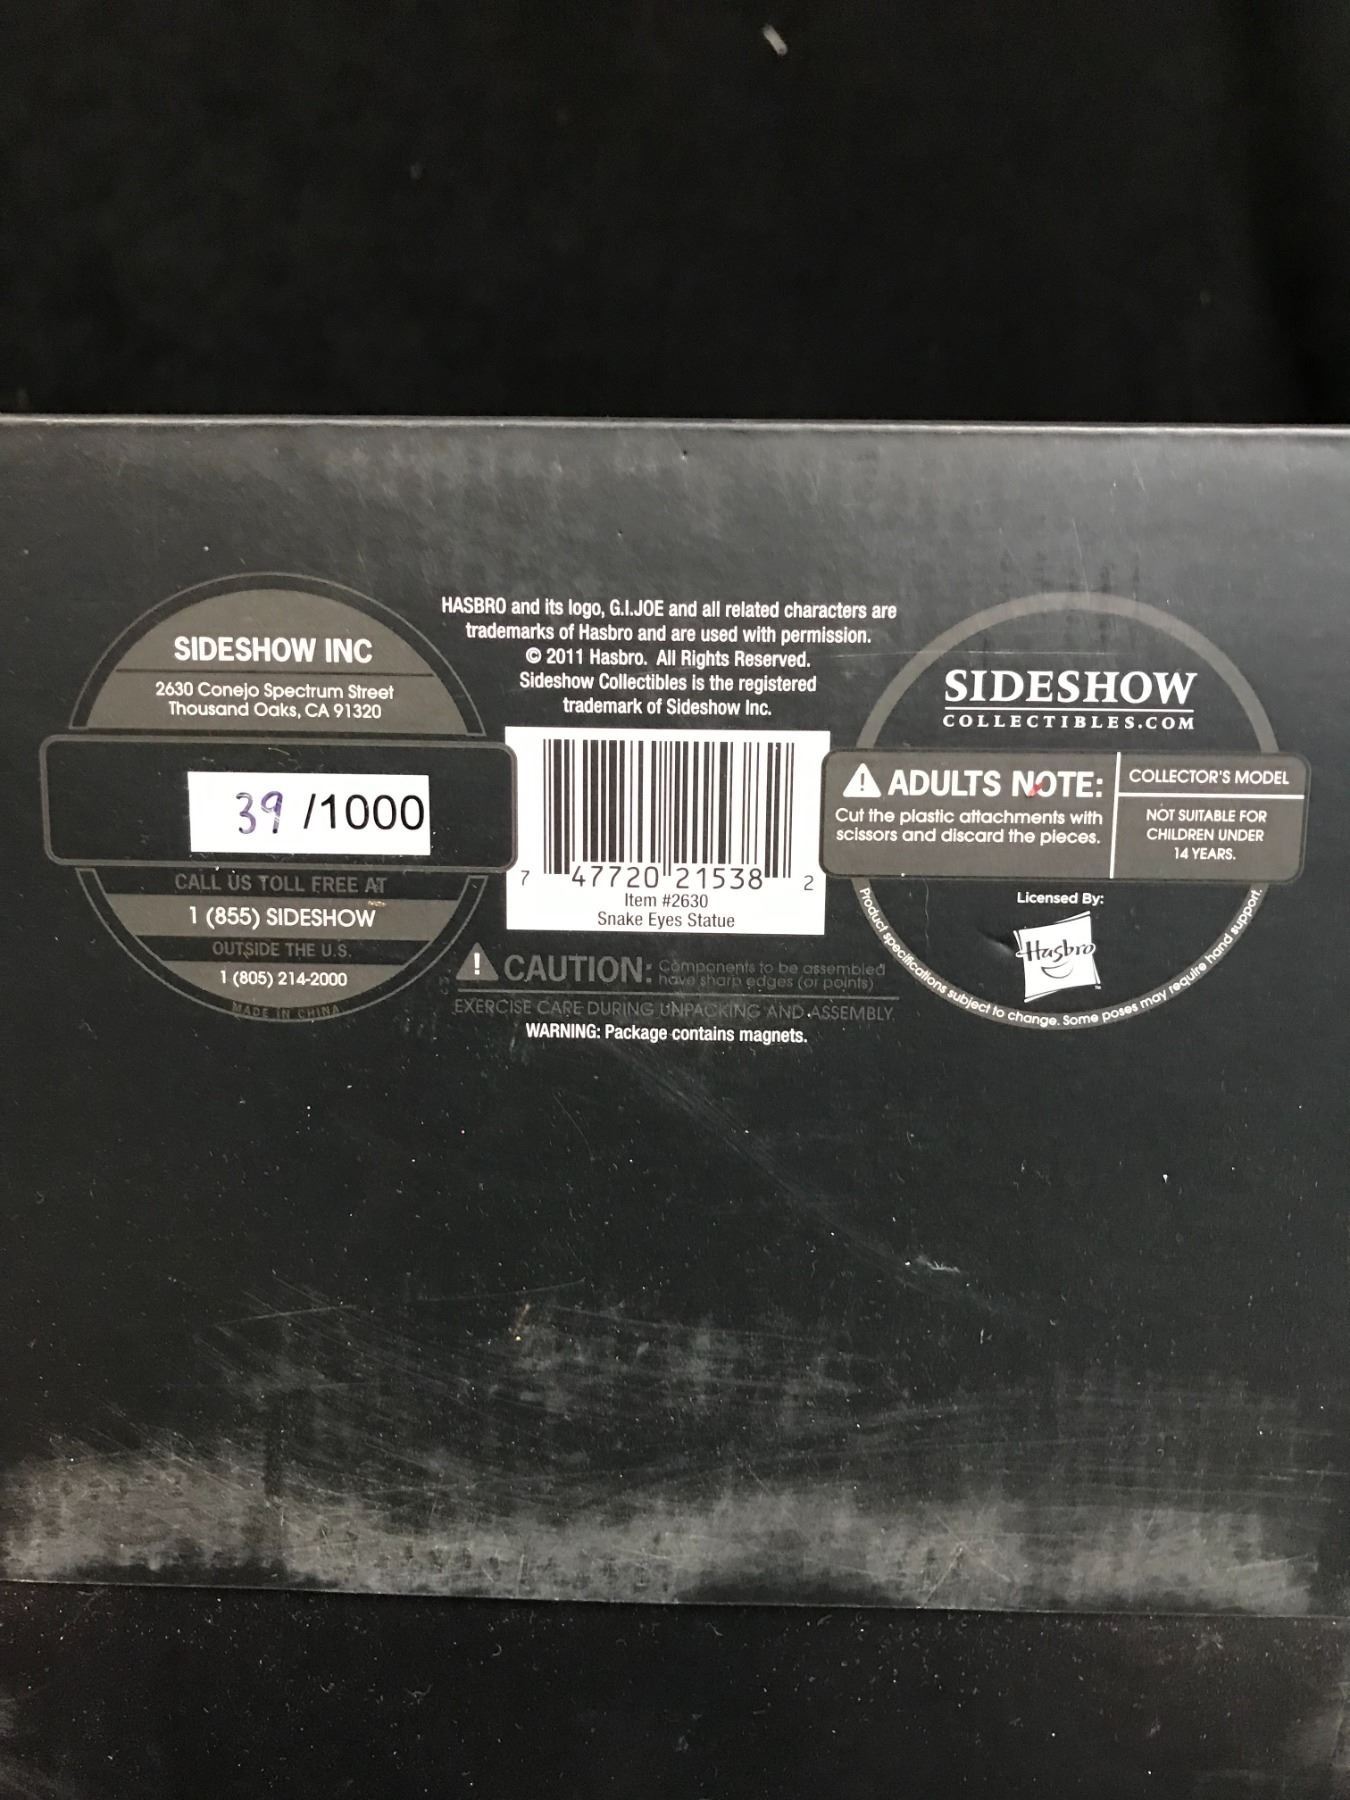 SIDESHOW INC
2630 Conejo Spectrum Street
Thousand Oaks, CA 91320
39 /1000
CALL US TOLL FREE AT
1 (855) SIDESHOW
OUTSIDE THE U.S.
1 (805) 214-2000
MADE IN CHINA
HASBRO and its logo, G.I.JOE and all related characters are
trademarks of Hasbro and are used with permission.
© 2011 Hasbro. All Rights Reserved.
Sideshow Collectibles is the registered
trademark of Sideshow Inc.
7 47720 21538 2
Item #2630
Snake Eyes Statue
CAUTION: Components to be assembled
have sharp edges (or points)
EXERCISE CARE DURING UNPACKING AND ASSEMBLY.
WARNING: Package contains magnets.
SIDESHOW
COLLECTIBLES.COM
ADULTS NOTE:
Cut the plastic attachments with
scissors and discard the pieces.
COLLECTOR'S MODEL
NOT SUITABLE FOR
CHILDREN UNDER
14 YEARS.
Licensed By:
Hasbro
Product specifications subject to change. Some poses may require hand support.